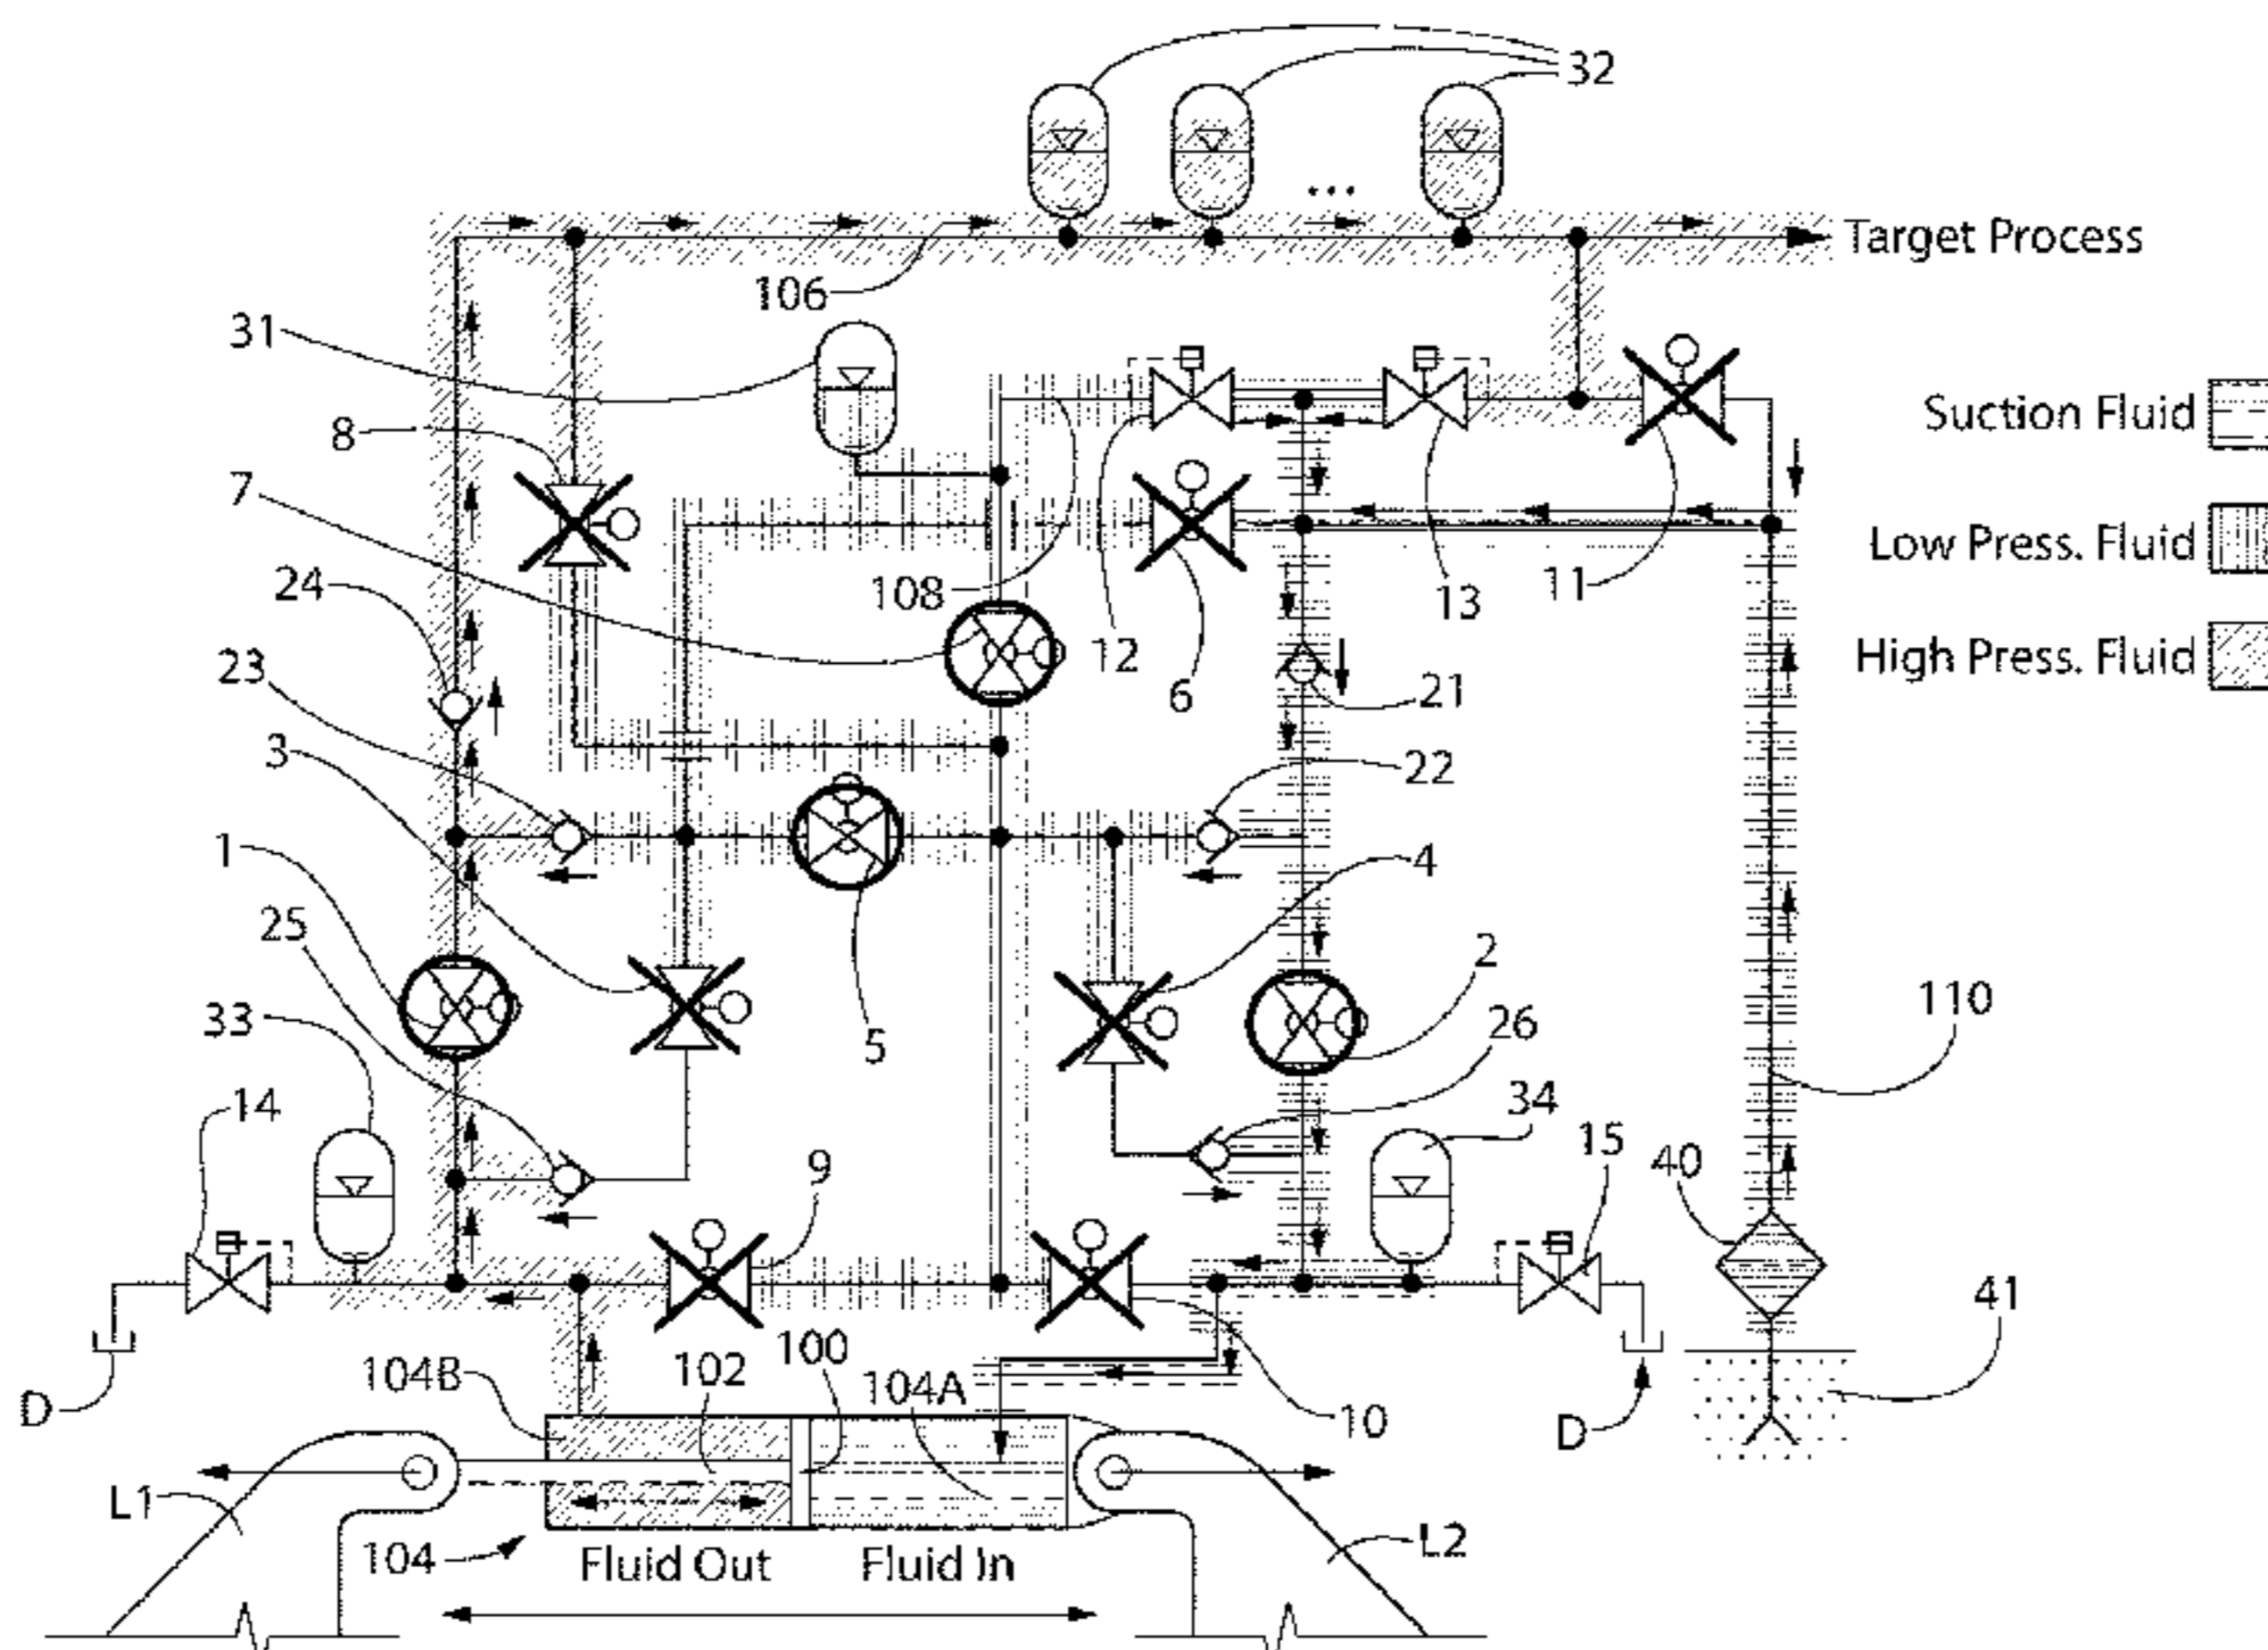 32
Target Process
106
31
Suction Fluid
8
7
Low Press. Fluid
24
108
13
11
12
High Press. Fluid
23
6
21
3
22
1
4
25
2
5
26
110
33
34
14
15
9
40
41
100
104B
102
104A
D
10
D
L1
L2
104
Fluid Out
Fluid In